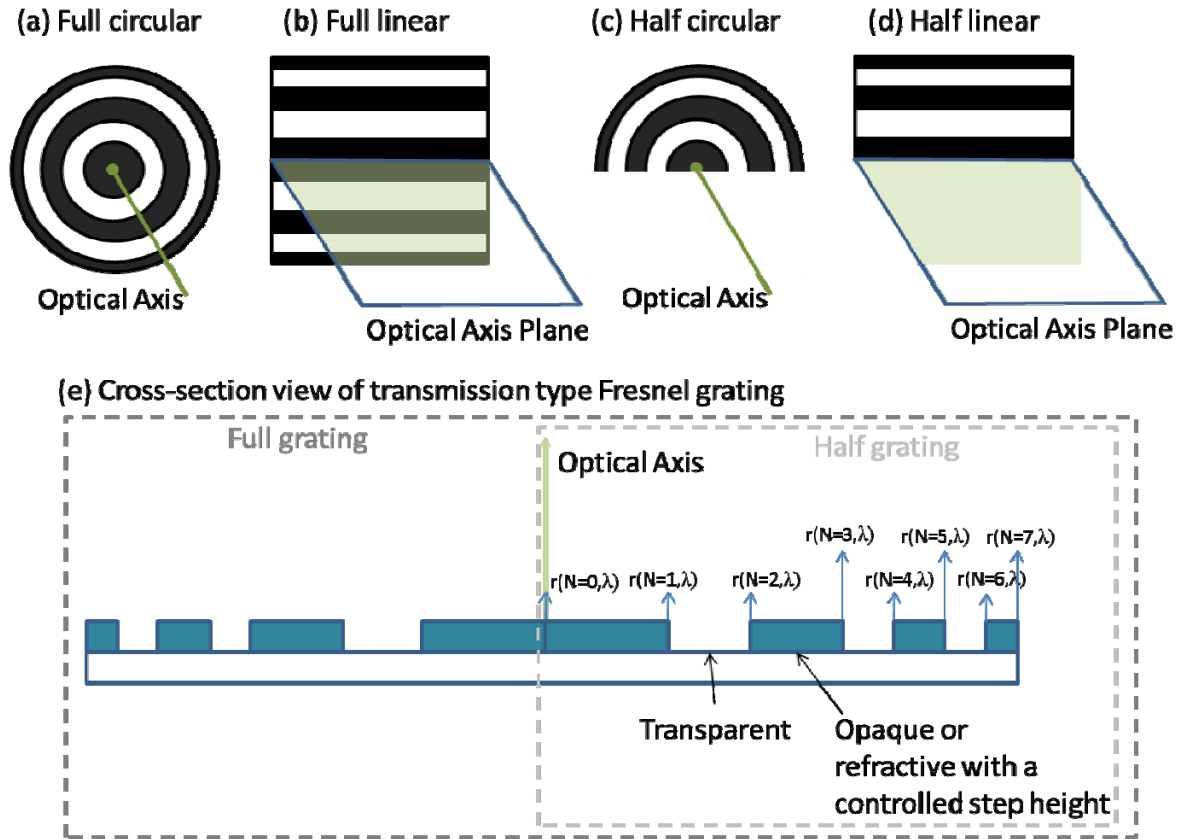 (a) Full circular
(b) Full linear
(c) Half circular
(d) Half linear
Optical Axis
Optical Axis Plane
Optical Axis
Optical Axis Plane
(e) Cross-section view of transmission type Fresnel grating
Full grating
Half grating
Optical Axis
r(N=0,λ)
r(N=1,λ)
r(N=2,λ)
r(N=3,λ)
r(N=4,λ)
r(N=5,λ)
r(N=6,λ)
r(N=7,λ)
Transparent
Opaque or
refractive with a
controlled step height